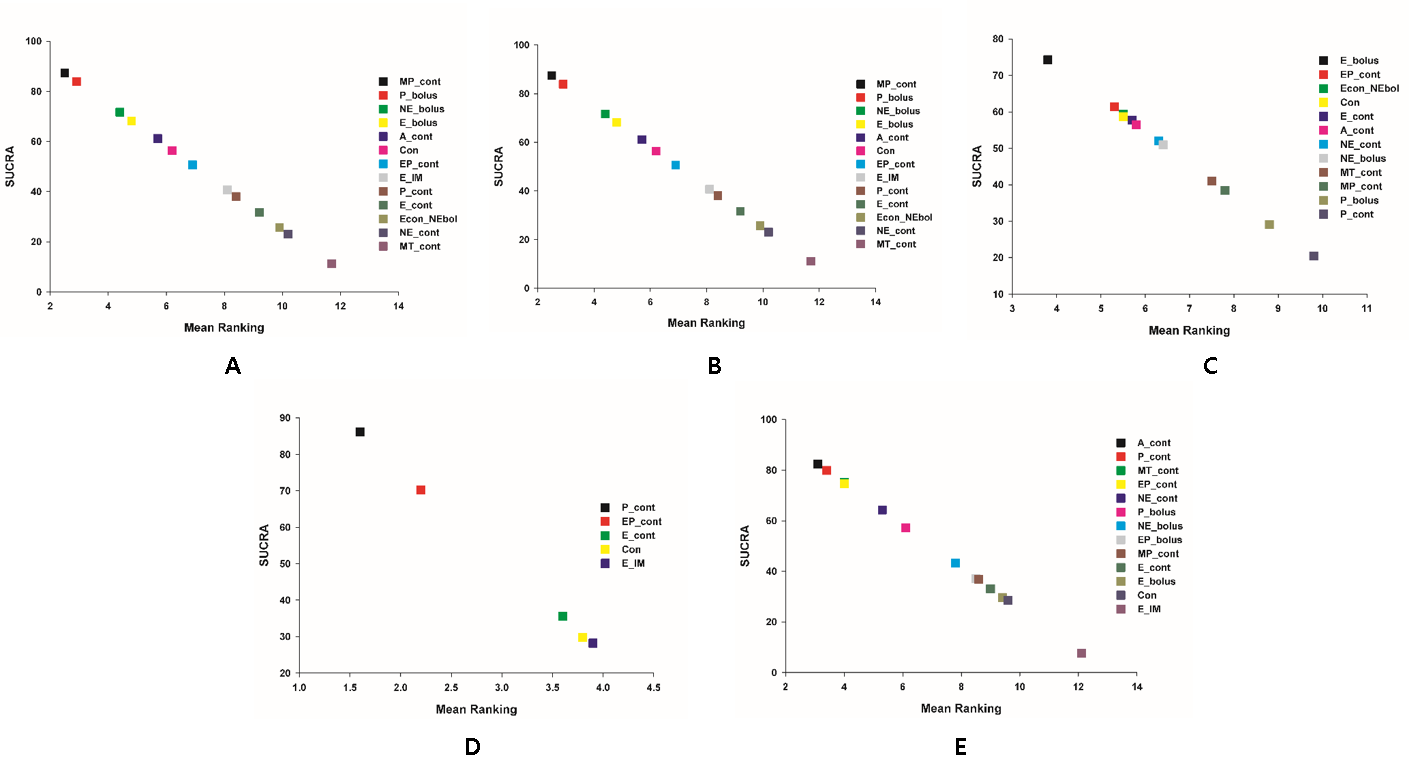 100
80
60
40
20
0
SUCRA
2
4
6
8
10
12
14
Mean Ranking
MP_cont
P_bolus
NE_bolus
E_bolus
A_cont
Con
EP_cont
E_IM
P_cont
E_cont
Econ_NEbol
NE_cont
MT_cont
A
100
80
60
40
20
0
SUCRA
2
4
6
8
10
12
14
Mean Ranking
MP_cont
P_bolus
NE_bolus
E_bolus
A_cont
Con
EP_cont
E_IM
P_cont
E_cont
Econ_NEbol
NE_cont
MT_cont
B
80
70
60
50
40
30
20
10
SUCRA
3
4
5
6
7
8
9
10
11
Mean Ranking
E_bolus
EP_cont
Econ_NEbol
Con
E_cont
A_cont
NE_cont
NE_bolus
MT_cont
MP_cont
P_bolus
P_cont
C
90
80
70
60
50
40
30
20
SUCRA
1.0
1.5
2.0
2.5
3.0
3.5
4.0
4.5
Mean Ranking
P_cont
EP_cont
E_cont
Con
E_IM
D
100
80
60
40
20
0
SUCRA
2
4
6
8
10
12
14
Mean Ranking
A_cont
P_cont
MT_cont
EP_cont
NE_cont
P_bolus
NE_bolus
EP_bolus
MP_cont
E_cont
E_bolus
Con
E_IM
E